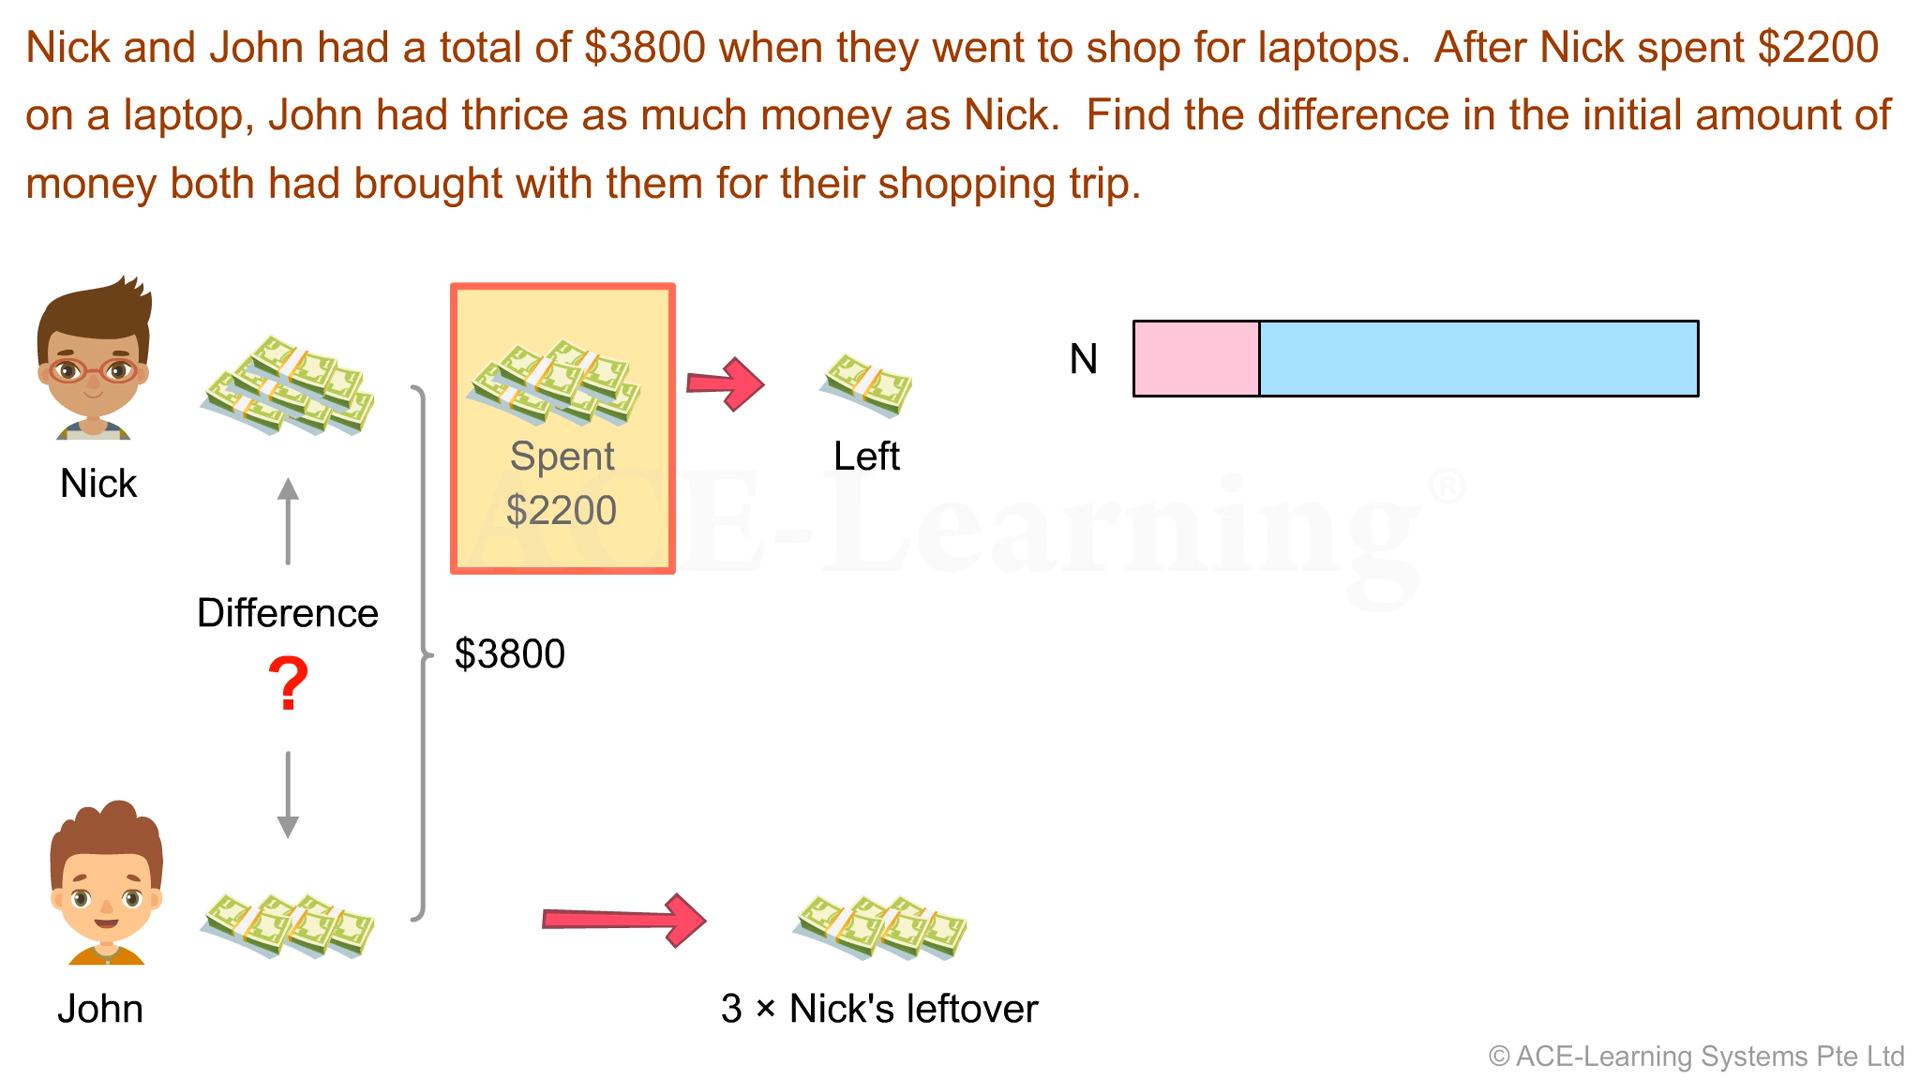 Nick and John had a total of $3800 when they went to shop for laptops. After Nick spent $2200
on a laptop, John had thrice as much money as Nick. Find the difference in the initial amount of
money both had brought with them for their shopping trip.
N
Spent
$2200
Left
Nick
ACE-Learning®
Difference
?
$3800
John
3 × Nick's leftover
© ACE-Learning Systems Pte Ltd